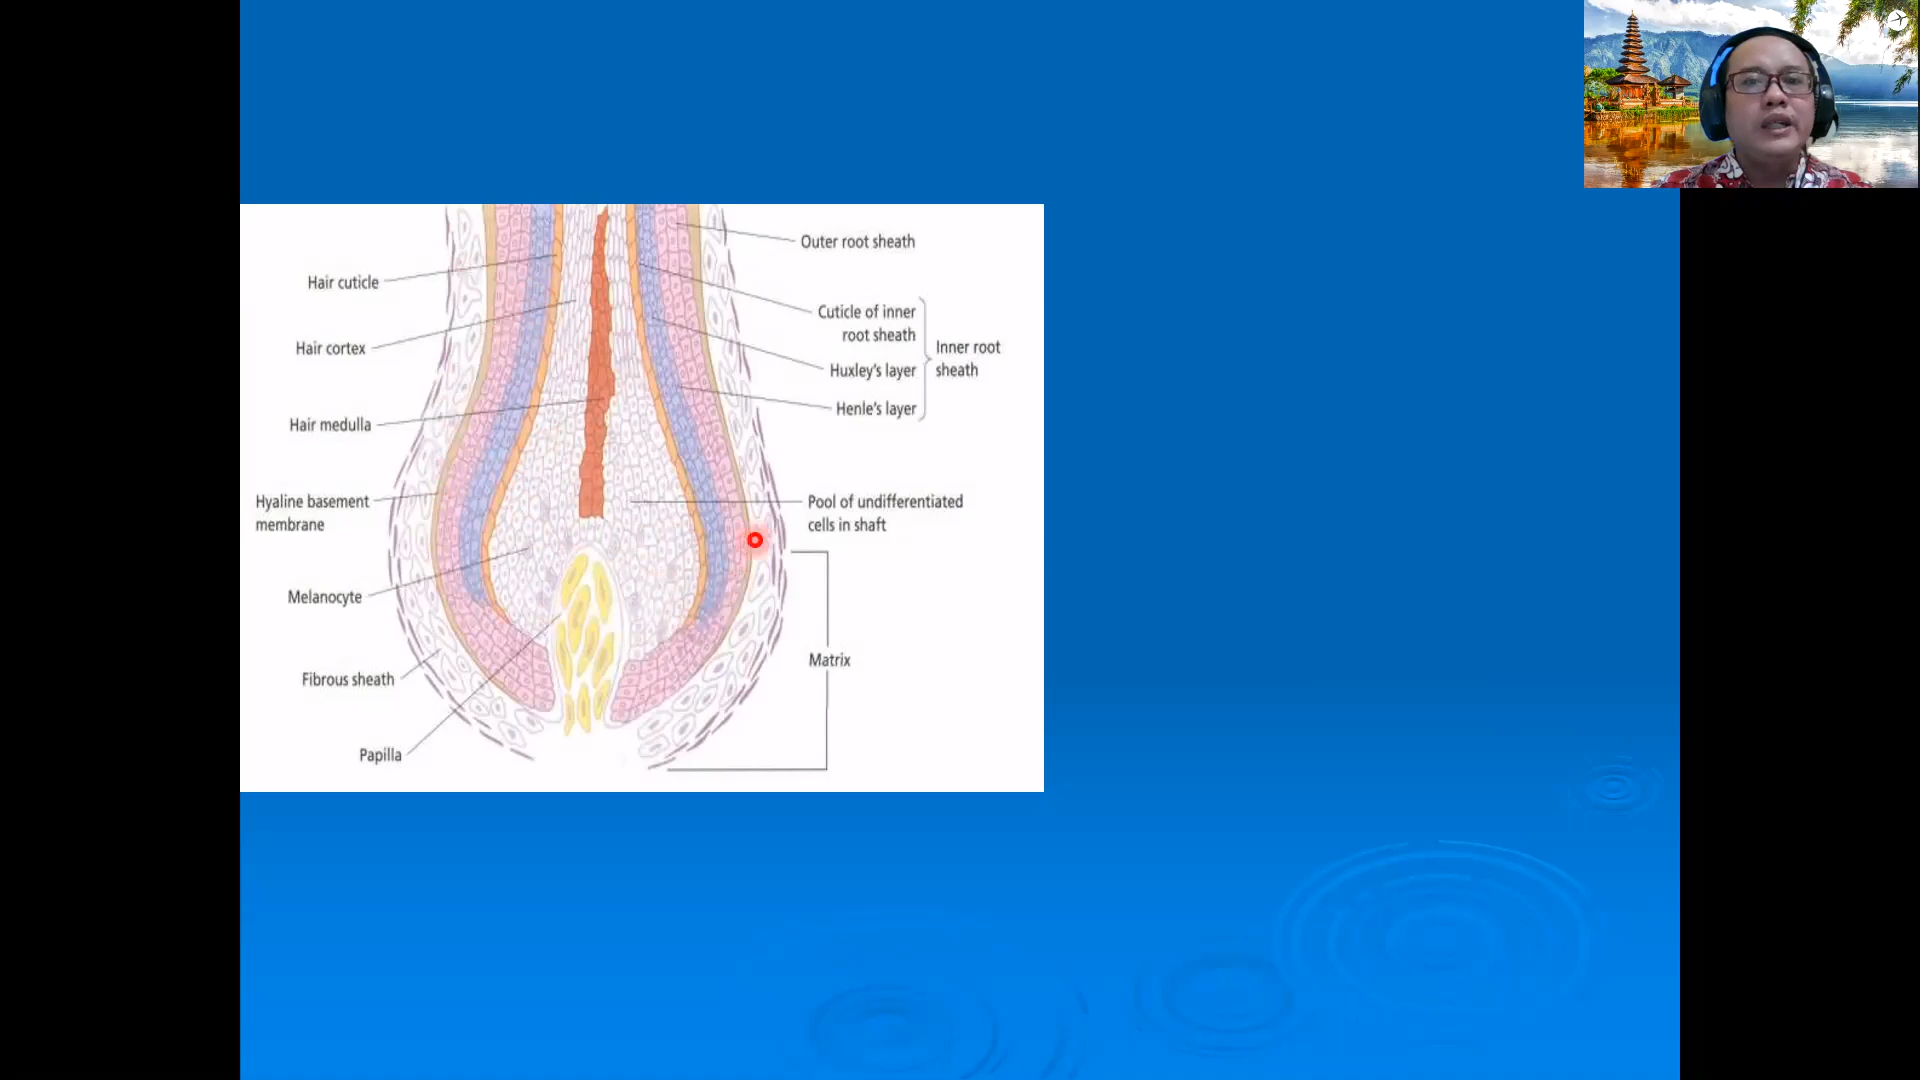 Outer root sheath
Hair cuticle
Cuticle of inner
root sheath
Hair cortex
Inner root
sheath
Huxley's layer
Henle's layer
Hair medulla
Hyaline basement
membrane
Pool of undifferentiated
cells in shaft
Melanocyte
Matrix
Fibrous sheath
Papilla